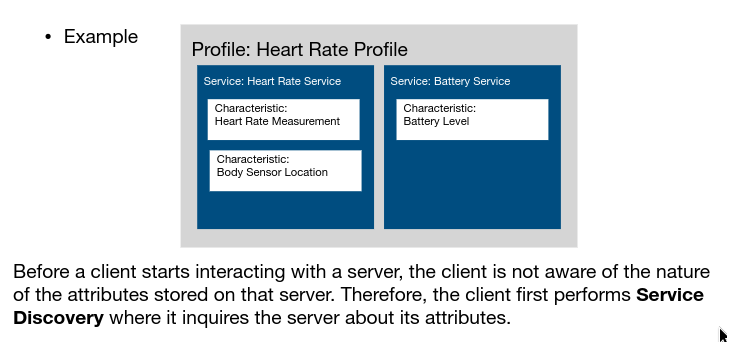 • Example
Profile: Heart Rate Profile
Service: Heart Rate Service
Characteristic:
Heart Rate Measurement
Characteristic:
Body Sensor Location
Service: Battery Service
Characteristic:
Battery Level
Before a client starts interacting with a server, the client is not aware of the nature
of the attributes stored on that server. Therefore, the client first performs Service
Discovery where it inquires the server about its attributes.